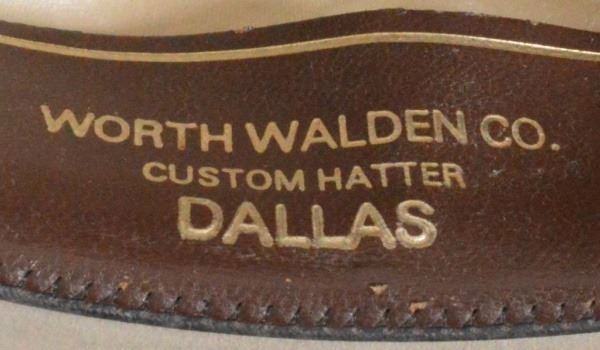 WORTH WALDEN CO.
CUSTOM HATTER
DALLAS